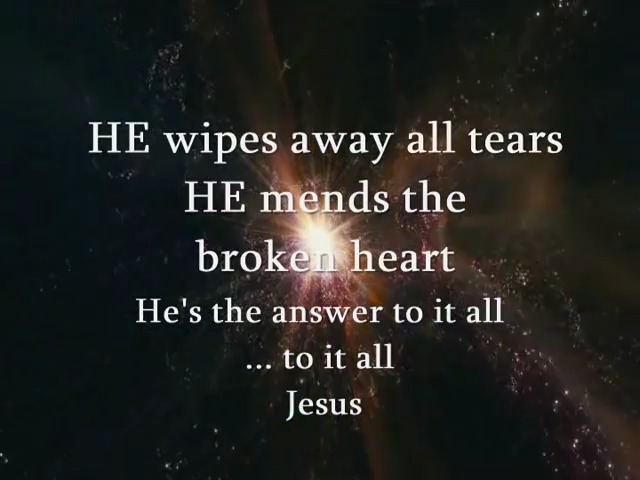 HE wipes away all tears
HE mends the
broken heart
He's the answer to it all
... to it all
Jesus